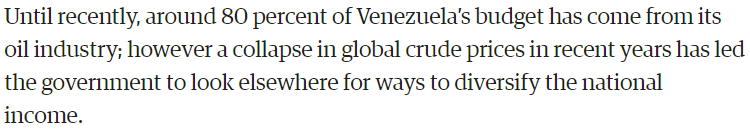 Until recently, around 80 percent of Venezuela's budget has come from its
oil industry; however a collapse in global crude prices in recent years has led
the government to look elsewhere for ways to diversify the national
income.